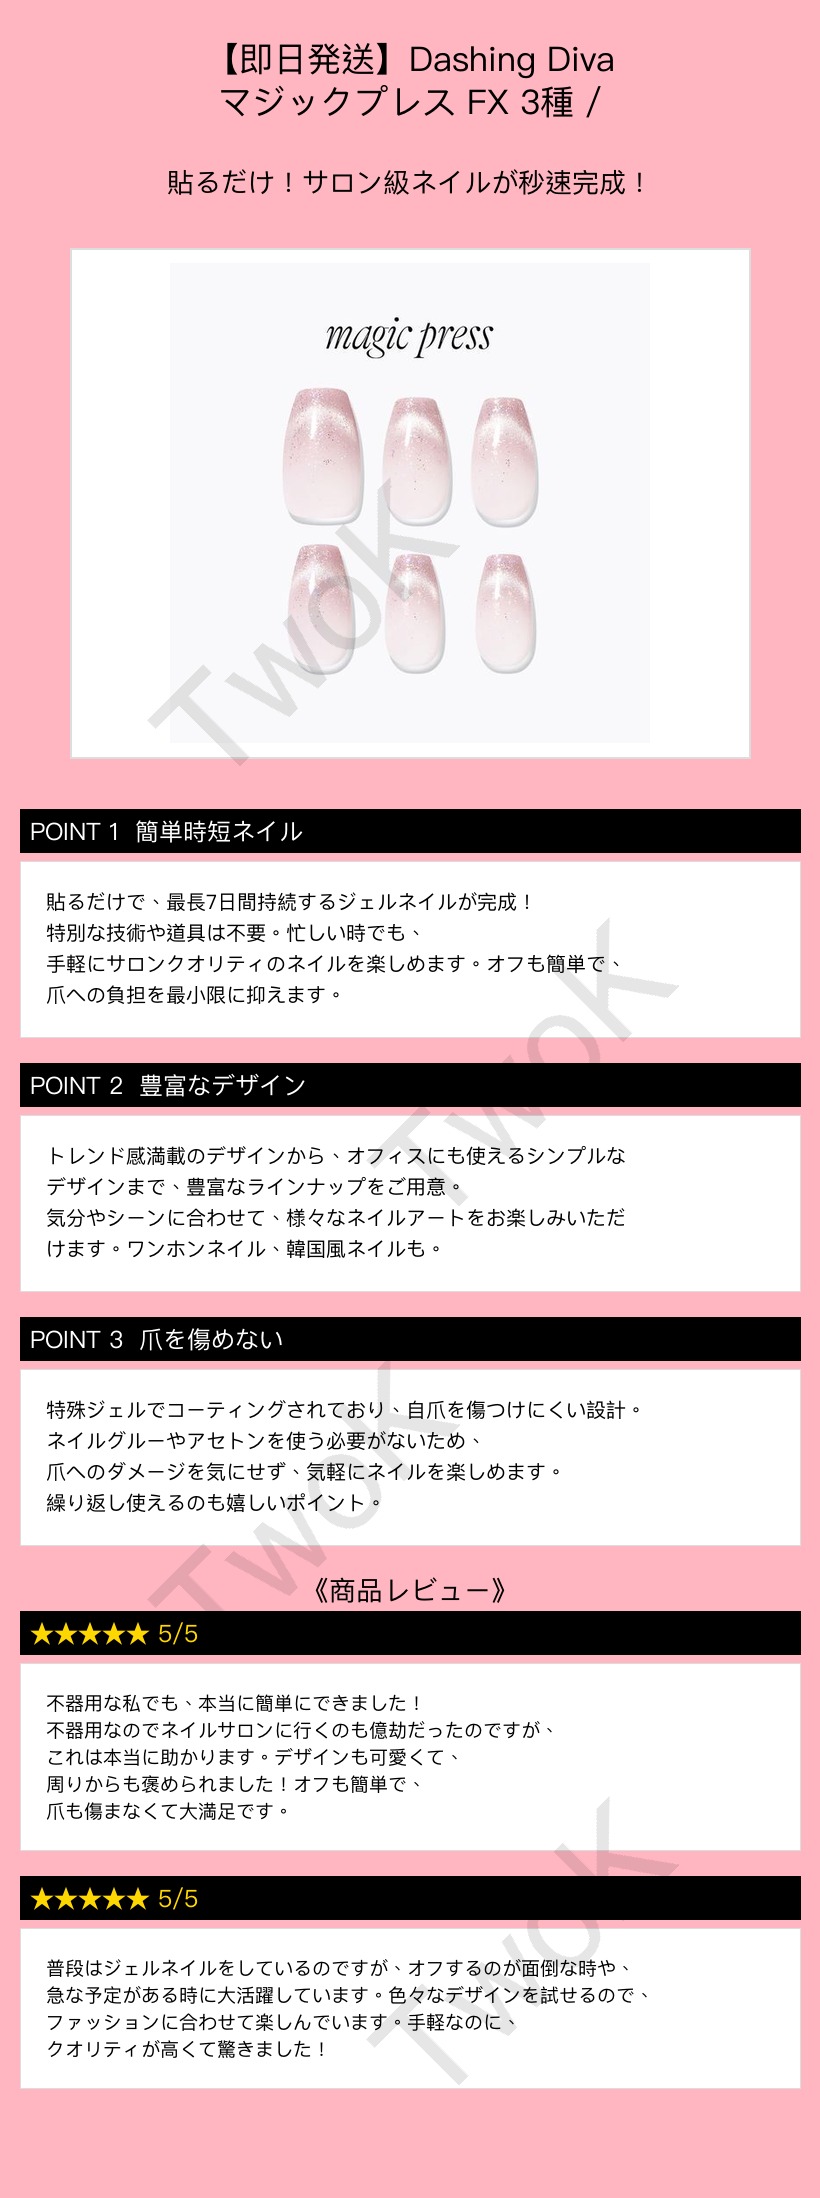 【即日発送】Dashing Diva
マジックプレス FX 3種 /
貼るだけ！サロン級ネイルが秒速完成！
magic press
TwoK
POINT 1 簡単時短ネイル
貼るだけで、最長7日間持続するジェルネイルが完成！
特別な技術や道具は不要。忙しい時でも、
手軽にサロンクオリティのネイルを楽しめます。オフも簡単で、
爪への負担を最小限に抑えます。
TwoK
POINT 2 豊富なデザイン
トレンド感満載のデザインから、オフィスにも使えるシンプルな
デザインまで、豊富なラインナップをご用意。
気分やシーンに合わせて、様々なネイルアートをお楽しみいただ
けます。ワンホンネイル、韓国風ネイルも。
POINT 3 爪を傷めない
特殊ジェルでコーティングされており、自爪を傷つけにくい設計。
ネイルグルーやアセトンを使う必要がないため、
爪へのダメージを気にせず、気軽にネイルを楽しめます。
繰り返し使えるのも嬉しいポイント。
TwoK
《商品レビュー》
★★★★★ 5/5
不器用な私でも、本当に簡単にできました！
不器用なのでネイルサロンに行くのも億劫だったのですが、
これは本当に助かります。デザインも可愛くて、
周りからも褒められました！オフも簡単で、
爪も傷まなくて大満足です。
★★★★★ 5/5
普段はジェルネイルをしているのですが、オフするのが面倒な時や、
急な予定がある時に大活躍しています。色々なデザインを試せるので、
ファッションに合わせて楽しんでいます。手軽なのに、
クオリティが高くて驚きました！
TwoK